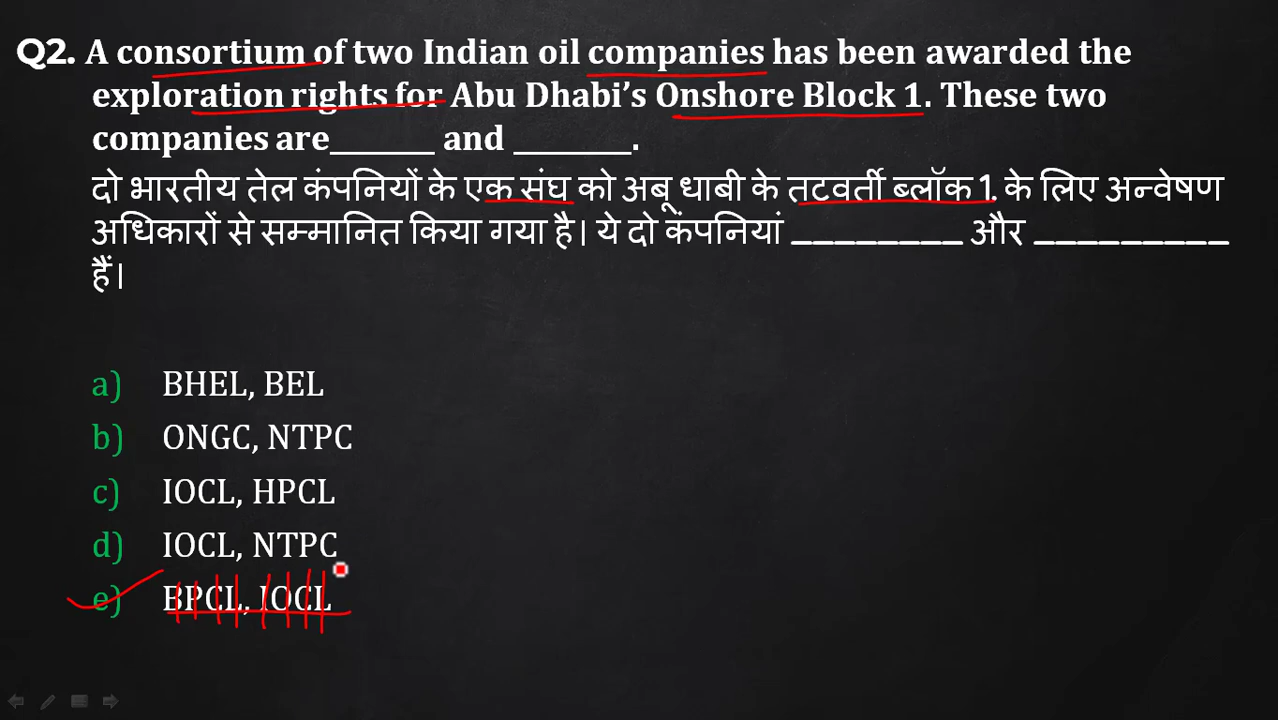 Q2. A consortium of two Indian oil companies has been awarded the
exploration rights for Abu Dhabi's Onshore Block 1. These two
companies are_______ and ________.
दो भारतीय तेल कंपनियों के एक संघ को अबू धाबी के तटवर्ती ब्लॉक 1. के लिए अन्वेषण
अधिकारों से सम्मानित किया गया है। ये दो कंपनियां ________ और _________
हैं।
a) BHEL, BEL
b) ONGC, NTPC
c) IOCL, HPCL
d) IOCL, NTPC
e) BPCL, IOCL